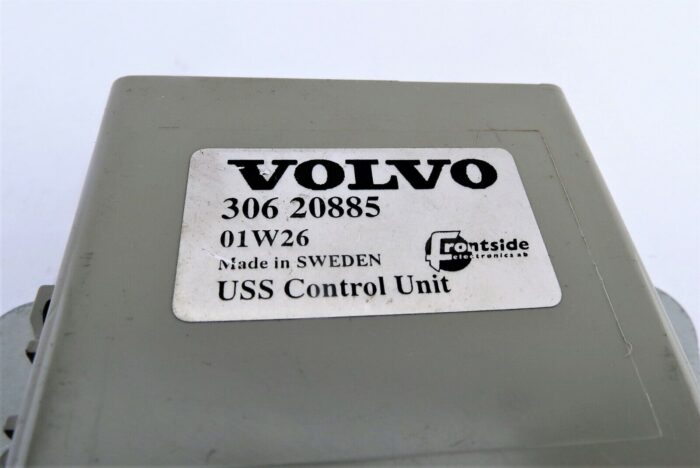 VOLVO
306 20885
01W26
Made in SWEDEN
Frontside
electronics ab
USS Control Unit